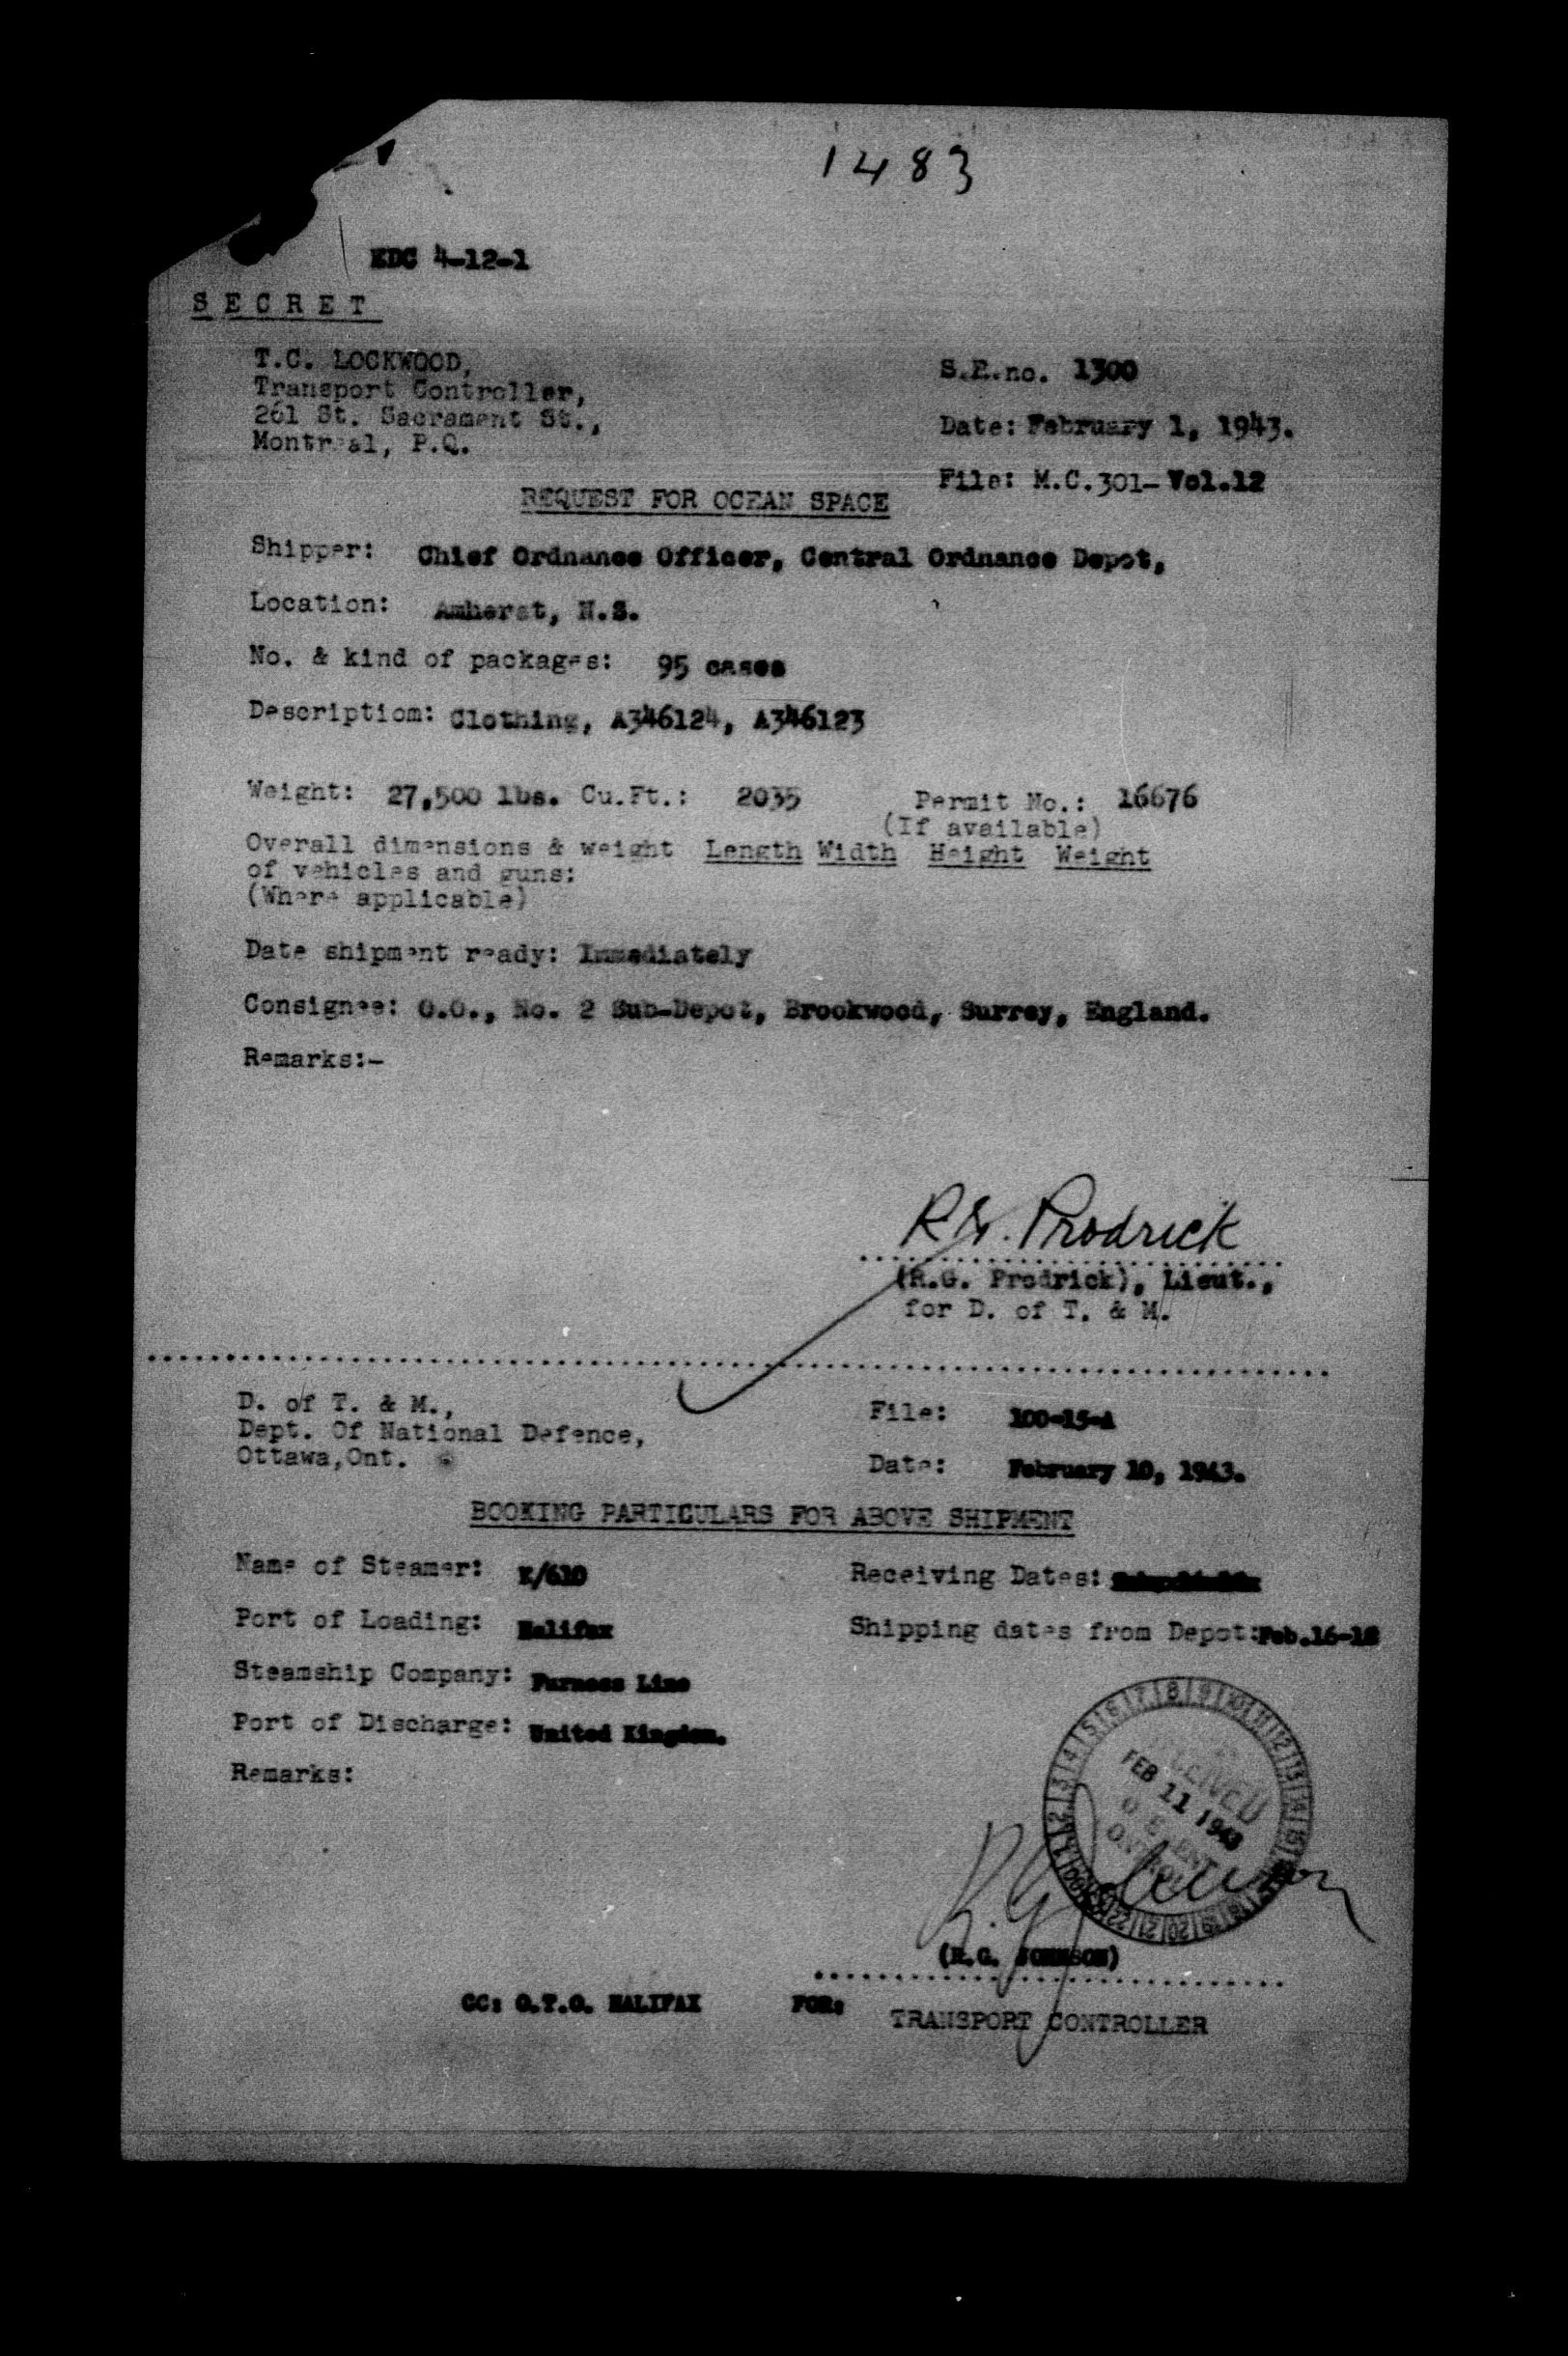 1483
EDC 4-12-1
SECRET
T.C. LOCKWOOD,
Transport Controller,
261 St. Sacrament St.,
Montreal, P.Q.
S.R.no. 1300
Date: February 1, 1943.
File: M.C.301-Vol.12
REQUEST FOR OCEAN SPACE
Shipper: Chief Ordnance Officer, Central Ordnance Depot,
Location: Amherst, N.S.
No. & kind of packages: 95 cases
Description: Clothing, A346124, A346123
Weight: 27,500 lbs. Cu.Ft.: 2035 Permit No.: 16676
(If available)
Overall dimensions & weight Length Width Height Weight
of vehicles and guns:
(Where applicable)
Date shipment ready: Immediately
Consignee: O.O., No. 2 Sub-Depot, Brookwood, Surrey, England.
Remarks:-
R.G. Prodrick
(R.G. Prodrick), Lieut.,
for D. of T. & M.
D. of T. & M.,
Dept. Of National Defence,
Ottawa,Ont.
File: 100-15-A
Date: February 10, 1943.
BOOKING PARTICULARS FOR ABOVE SHIPMENT
Name of Steamer: K/610
Receiving Dates:
Port of Loading: Halifax
Shipping dates from Depot:Feb.16-18
Steamship Company: Furness Line
Port of Discharge: United Kingdom.
Remarks:
RECEIVED
FEB 11 1943
(R.G. JOHNSON)
CC: O.T.O. HALIFAX FOR: TRANSPORT CONTROLLER